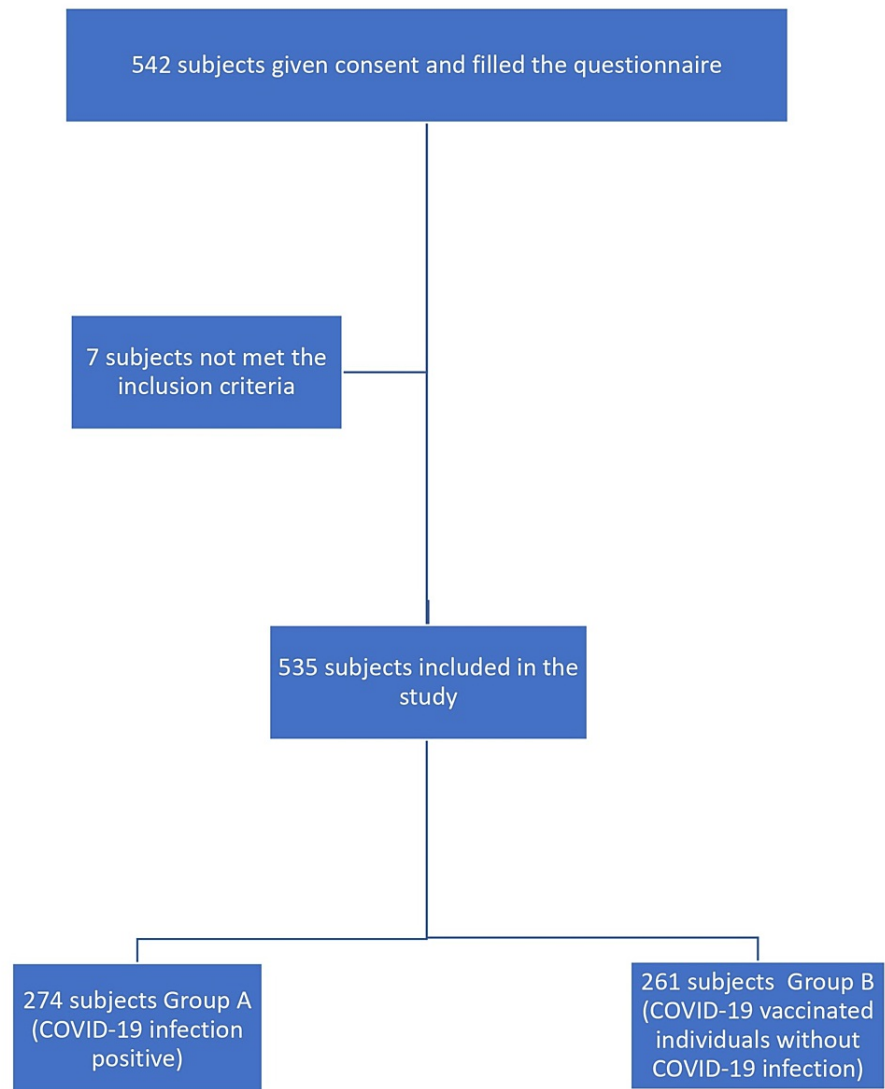 542 subjects given consent and filled the questionnaire
7 subjects not met the
inclusion criteria
535 subjects included in the
study
274 subjects Group A
(COVID-19 infection
positive)
261 subjects  Group B
(COVID-19 vaccinated
individuals without
COVID-19 infection)